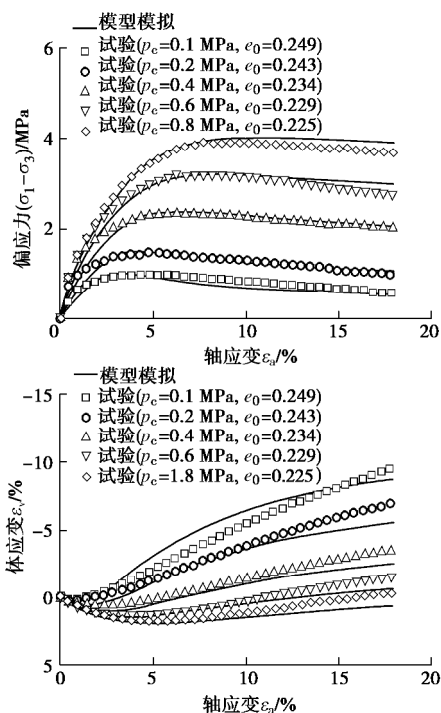 模型模拟
试验(pc=0.1 MPa, e0=0.249)
试验(pc=0.2 MPa, e0=0.243)
试验(pc=0.4 MPa, e0=0.234)
试验(pc=0.6 MPa, e0=0.229)
试验(pc=0.8 MPa, e0=0.225)
6
4
2
偏应力(σ1−σ3)/MPa
0 5 10 15 20
轴应变εa/%
模型模拟
试验(pc=0.1 MPa, e0=0.249)
试验(pc=0.2 MPa, e0=0.243)
试验(pc=0.4 MPa, e0=0.234)
试验(pc=0.6 MPa, e0=0.229)
试验(pc=1.8 MPa, e0=0.225)
-15
-10
-5
0
5
体应变εv/%
0 5 10 15 20
轴应变εa/%